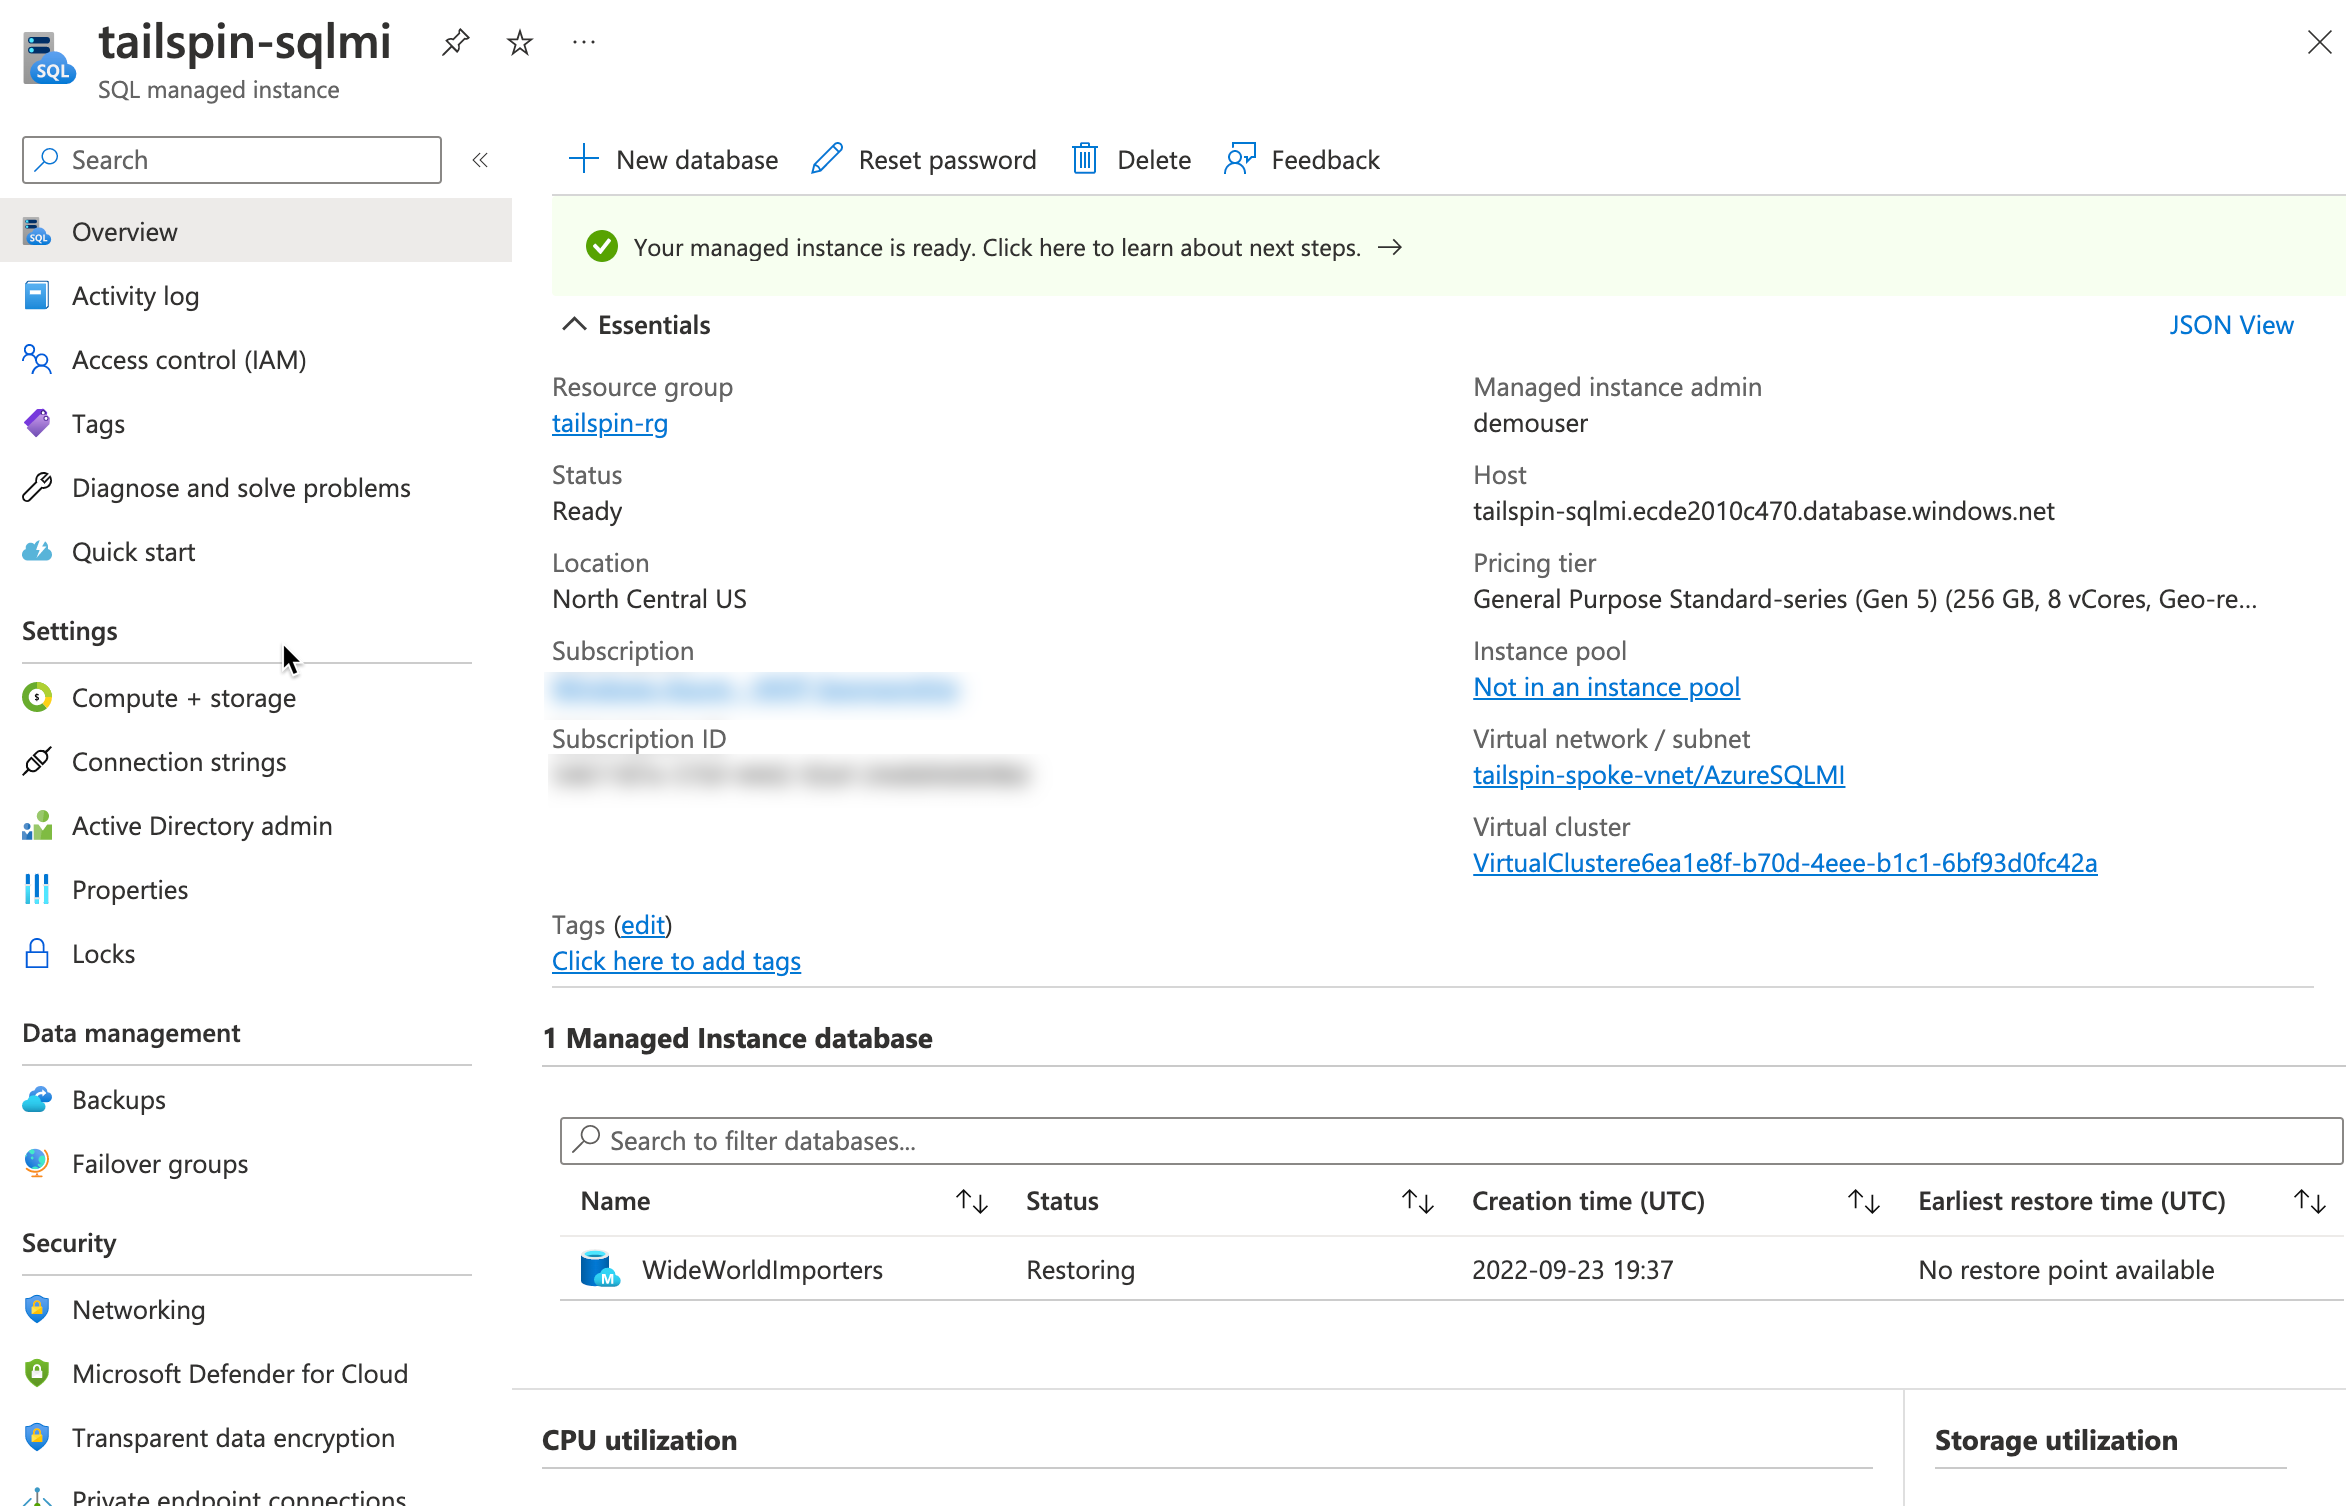 tailspin-sqlmi
SQL managed instance
Search
Overview
Activity log
Access control (IAM)
Tags
Diagnose and solve problems
Quick start
Settings
Compute + storage
Connection strings
Active Directory admin
Properties
Locks
Data management
Backups
Failover groups
Security
Networking
Microsoft Defender for Cloud
Transparent data encryption
Private endpoint connections
New database
Reset password
Delete
Feedback
Your managed instance is ready. Click here to learn about next steps. →
Essentials
JSON View
Resource group
tailspin-rg
Status
Ready
Location
North Central US
Subscription
Subscription ID
Managed instance admin
demouser
Host
tailspin-sqlmi.ecde2010c470.database.windows.net
Pricing tier
General Purpose Standard-series (Gen 5) (256 GB, 8 vCores, Geo-re...
Instance pool
Not in an instance pool
Virtual network / subnet
tailspin-spoke-vnet/AzureSQLMI
Virtual cluster
VirtualClustere6ea1e8f-b70d-4eee-b1c1-6bf93d0fc42a
Tags (edit)
Click here to add tags
1 Managed Instance database
Search to filter databases...
Name Status Creation time (UTC) Earliest restore time (UTC)
WideWorldImporters Restoring 2022-09-23 19:37 No restore point available
CPU utilization
Storage utilization